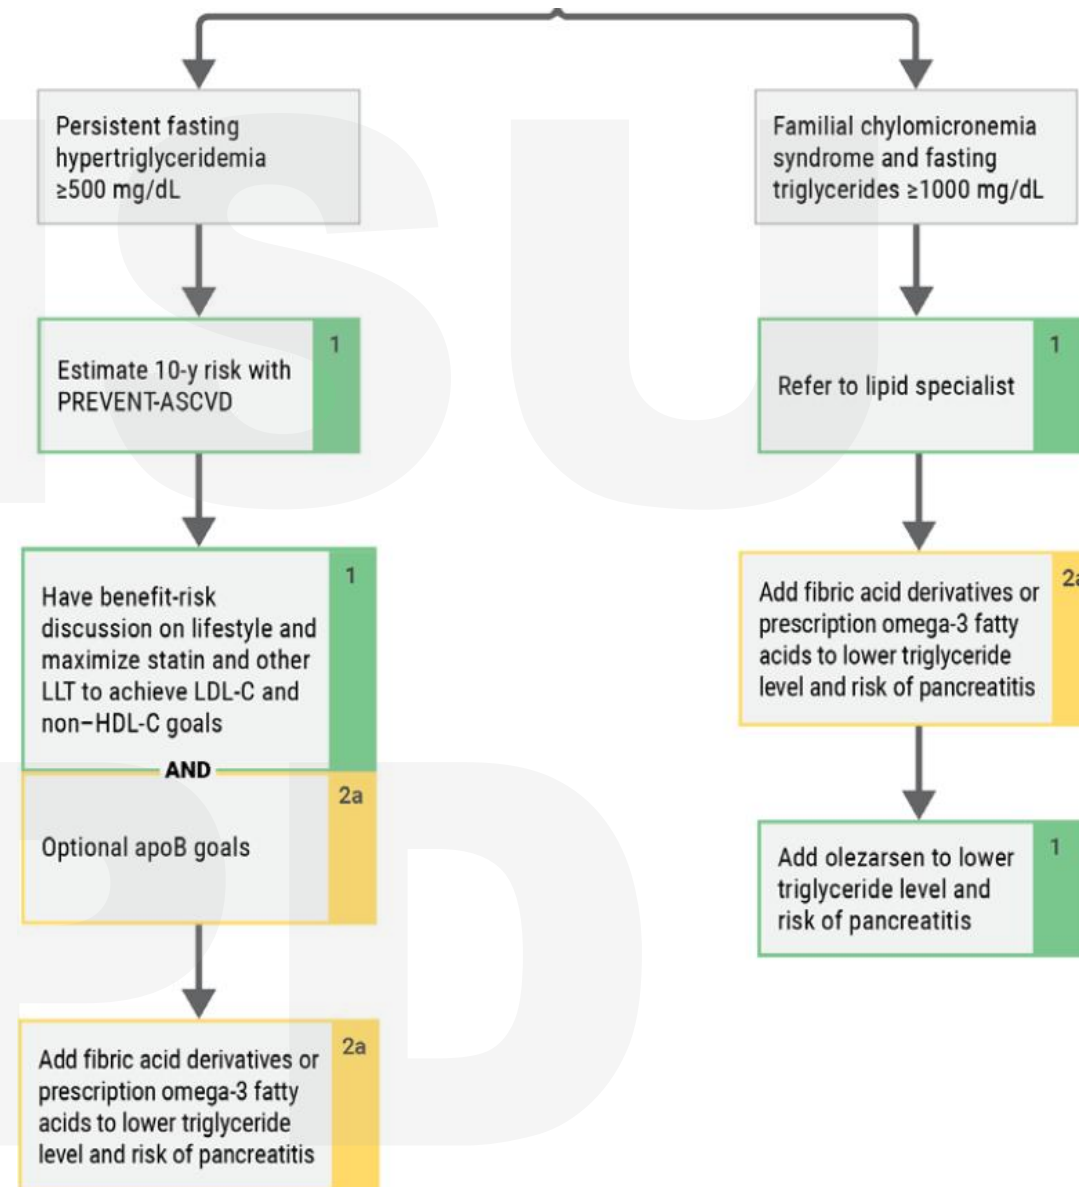 Persistent fasting
hypertriglyceridemia
≥500 mg/dL
1
Estimate 10-y risk with
PREVENT-ASCVD
1
Have benefit-risk
discussion on lifestyle and
maximize statin and other
LLT to achieve LDL-C and
non–HDL-C goals
AND
2a
Optional apoB goals
2a
Add fibric acid derivatives or
prescription omega-3 fatty
acids to lower triglyceride
level and risk of pancreatitis
Familial chylomicronemia
syndrome and fasting
triglycerides ≥1000 mg/dL
1
Refer to lipid specialist
2a
Add fibric acid derivatives or
prescription omega-3 fatty
acids to lower triglyceride
level and risk of pancreatitis
1
Add olezarsen to lower
triglyceride level and
risk of pancreatitis
SU
PD